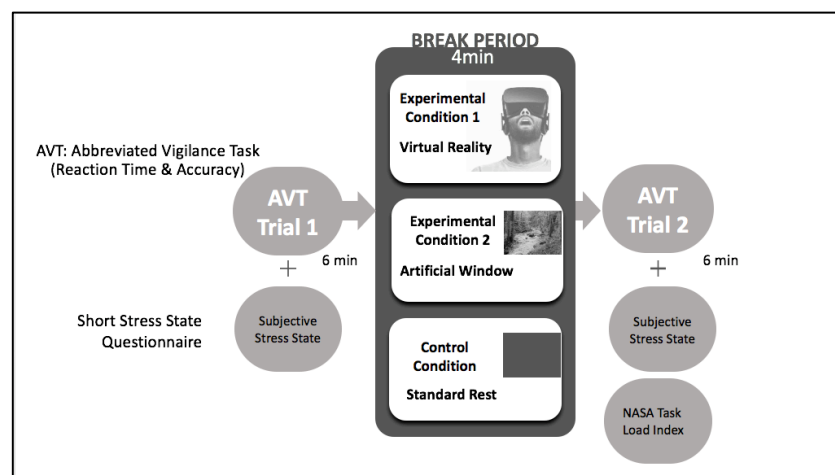 BREAK PERIOD
4min
Experimental
Condition 1
Virtual Reality
AVT: Abbreviated Vigilance Task
(Reaction Time & Accuracy)
AVT
Trial 1
+
6 min
Short Stress State
Questionnaire
Subjective
Stress State
Experimental
Condition 2
Artificial Window
Control
Condition
Standard Rest
AVT
Trial 2
+
6 min
Subjective
Stress State
NASA Task
Load Index